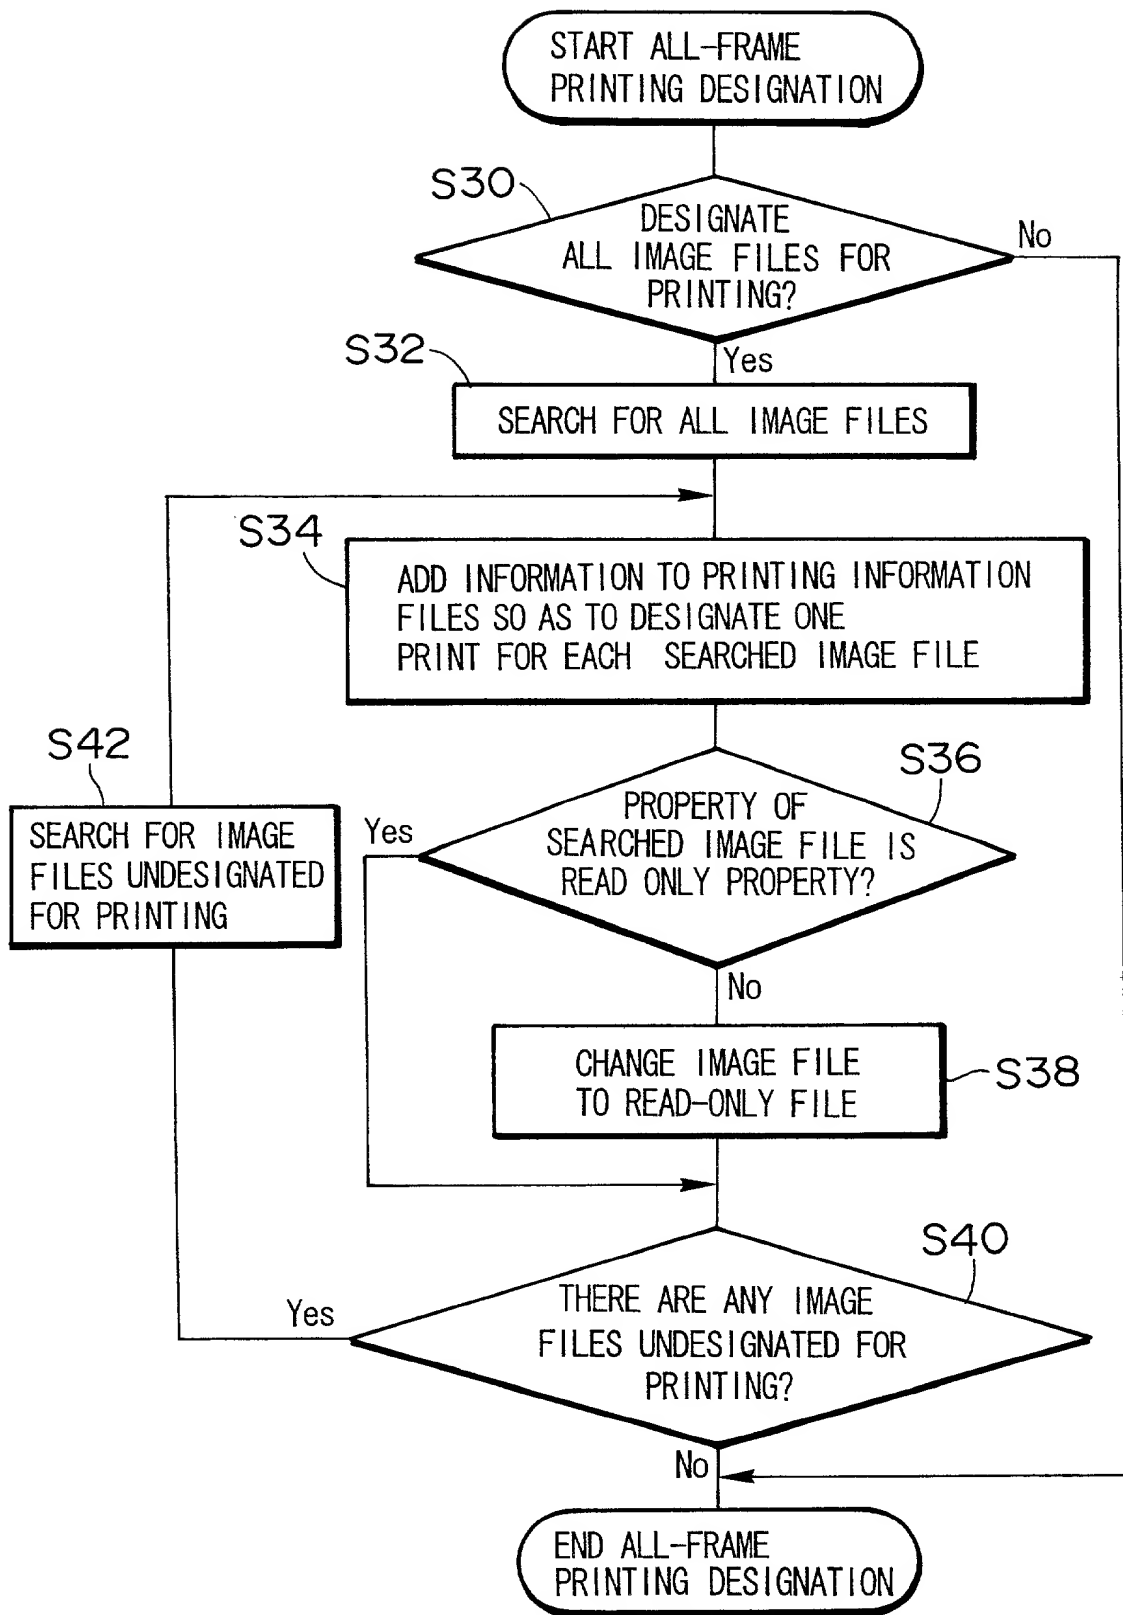 START ALL-FRAME
PRINTING DESIGNATION
S30
DESIGNATE
ALL IMAGE FILES FOR
PRINTING?
No
S32
Yes
SEARCH FOR ALL IMAGE FILES
S34
ADD INFORMATION TO PRINTING INFORMATION
FILES SO AS TO DESIGNATE ONE
PRINT FOR EACH SEARCHED IMAGE FILE
S42
SEARCH FOR IMAGE
FILES UNDESIGNATED
FOR PRINTING
S36
Yes
PROPERTY OF
SEARCHED IMAGE FILE IS
READ ONLY PROPERTY?
No
CHANGE IMAGE FILE
TO READ-ONLY FILE
S38
S40
Yes
THERE ARE ANY IMAGE
FILES UNDESIGNATED FOR
PRINTING?
No
END ALL-FRAME
PRINTING DESIGNATION